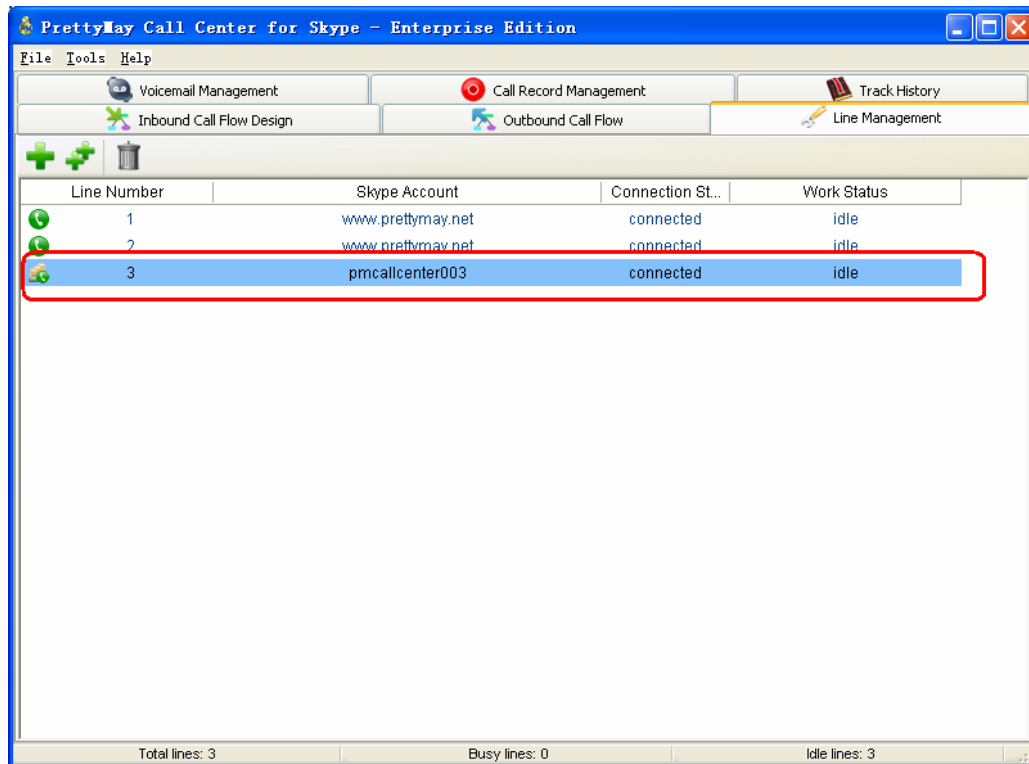 PrettyMay Call Center for Skype - Enterprise Edition
File Tools Help
Voicemail Management Call Record Management Track History
Inbound Call Flow Design Outbound Call Flow Line Management
Line Number Skype Account Connection St... Work Status
1 www.prettymay.net connected idle
2 www.prettymay.net connected idle
3 pmcallcenter003 connected idle
Total lines: 3 Busy lines: 0 Idle lines: 3